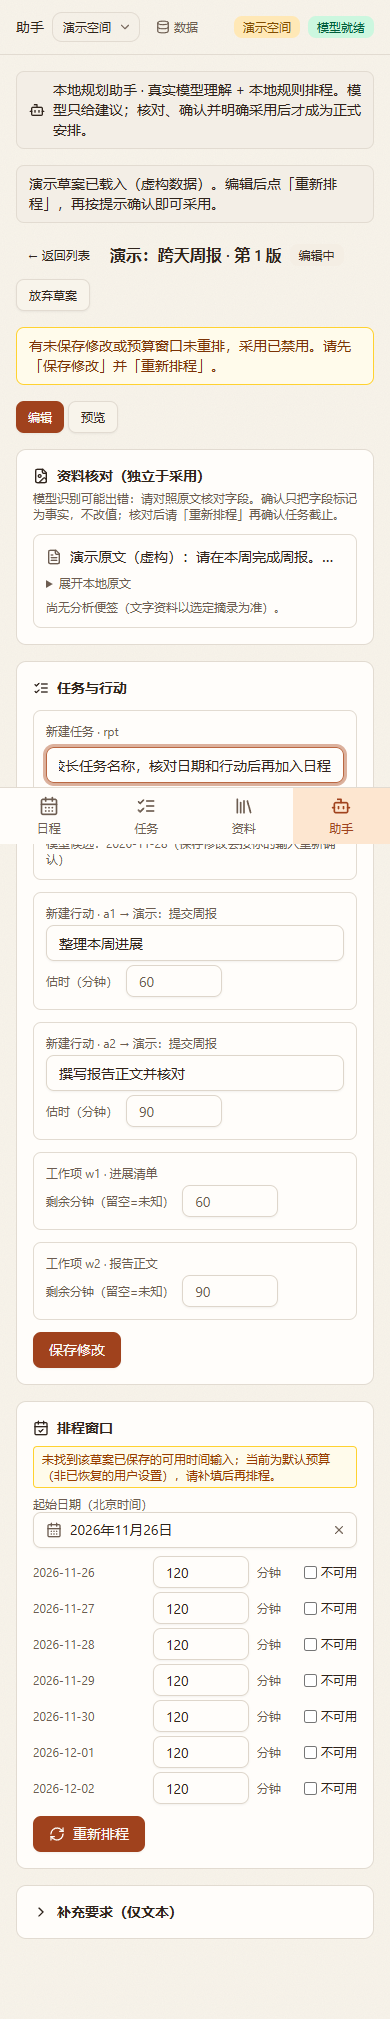 助手 演示空间 数据 演示空间 模型就绪
本地规划助手 · 真实模型理解 + 本地规则排程。模
型只给建议；核对、确认并明确采用后才成为正式
安排。
演示草案已载入（虚构数据）。编辑后点「重新排
程」，再按提示确认即可采用。
← 返回列表 演示：跨天周报 · 第 1 版 编辑中
放弃草案
有未保存修改或预算窗口未重排，采用已禁用。请先
「保存修改」并「重新排程」。
编辑 预览
资料核对（独立于采用）
模型识别可能出错：请对照原文核对字段。确认只把字段标记
为事实，不改值；核对后请「重新排程」再确认任务截止。
演示原文（虚构）：请在本周完成周报。...
展开本地原文
尚无分析便签（文字资料以选定摘录为准）。
任务与行动
新建任务 · rpt
长任务名称，核对日期和行动后再加入日程
日程 任务 资料 助手
模型候选：2026-11-28（保存修改会按你的输入重新确
认）
新建行动 · a1 → 演示：提交周报
整理本周进展
估时（分钟） 60
新建行动 · a2 → 演示：提交周报
撰写报告正文并核对
估时（分钟） 90
工作项 w1 · 进展清单
剩余分钟（留空=未知） 60
工作项 w2 · 报告正文
剩余分钟（留空=未知） 90
保存修改
排程窗口
未找到该草案已保存的可用时间输入；当前为默认预算
（非已恢复的用户设置），请补填后再排程。
起始日期（北京时间）
2026年11月26日
2026-11-26 120 分钟 不可用
2026-11-27 120 分钟 不可用
2026-11-28 120 分钟 不可用
2026-11-29 120 分钟 不可用
2026-11-30 120 分钟 不可用
2026-12-01 120 分钟 不可用
2026-12-02 120 分钟 不可用
重新排程
补充要求（仅文本）